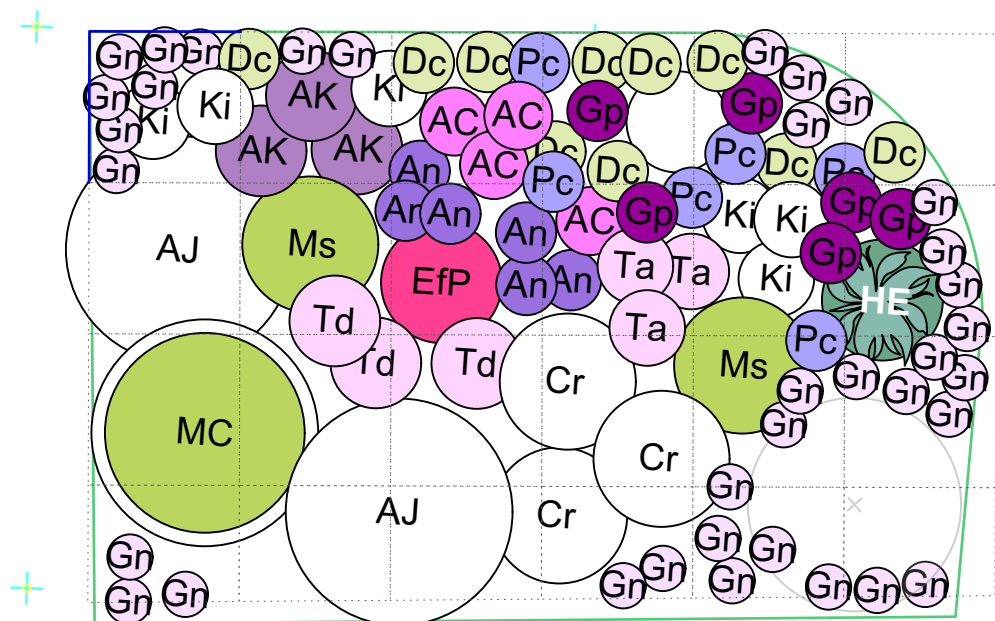 Gn Gn Gn Dc Gn Gn Dc Dc Pc Dc Dc Dc Gn
Gn Gn Ki AK Ki Gp Gp Gn Gn
Gn Ki AK AK AC AC Gn
Gn An AC Dc Pc Dc Pc Dc Pc Dc
AJ Ms An An An AC Gp Pc Ki Ki Gp Gp Gn
EfP An An Ta Ta Ki Gp HE Gn Gn
Td Td Td Ta Ms Pc Gn Gn
MC Cr Gn Gn Gn Gn Gn Gn
AJ Cr Cr Gn
Gn Gn Gn
Gn Gn Gn Gn Gn Gn Gn Gn